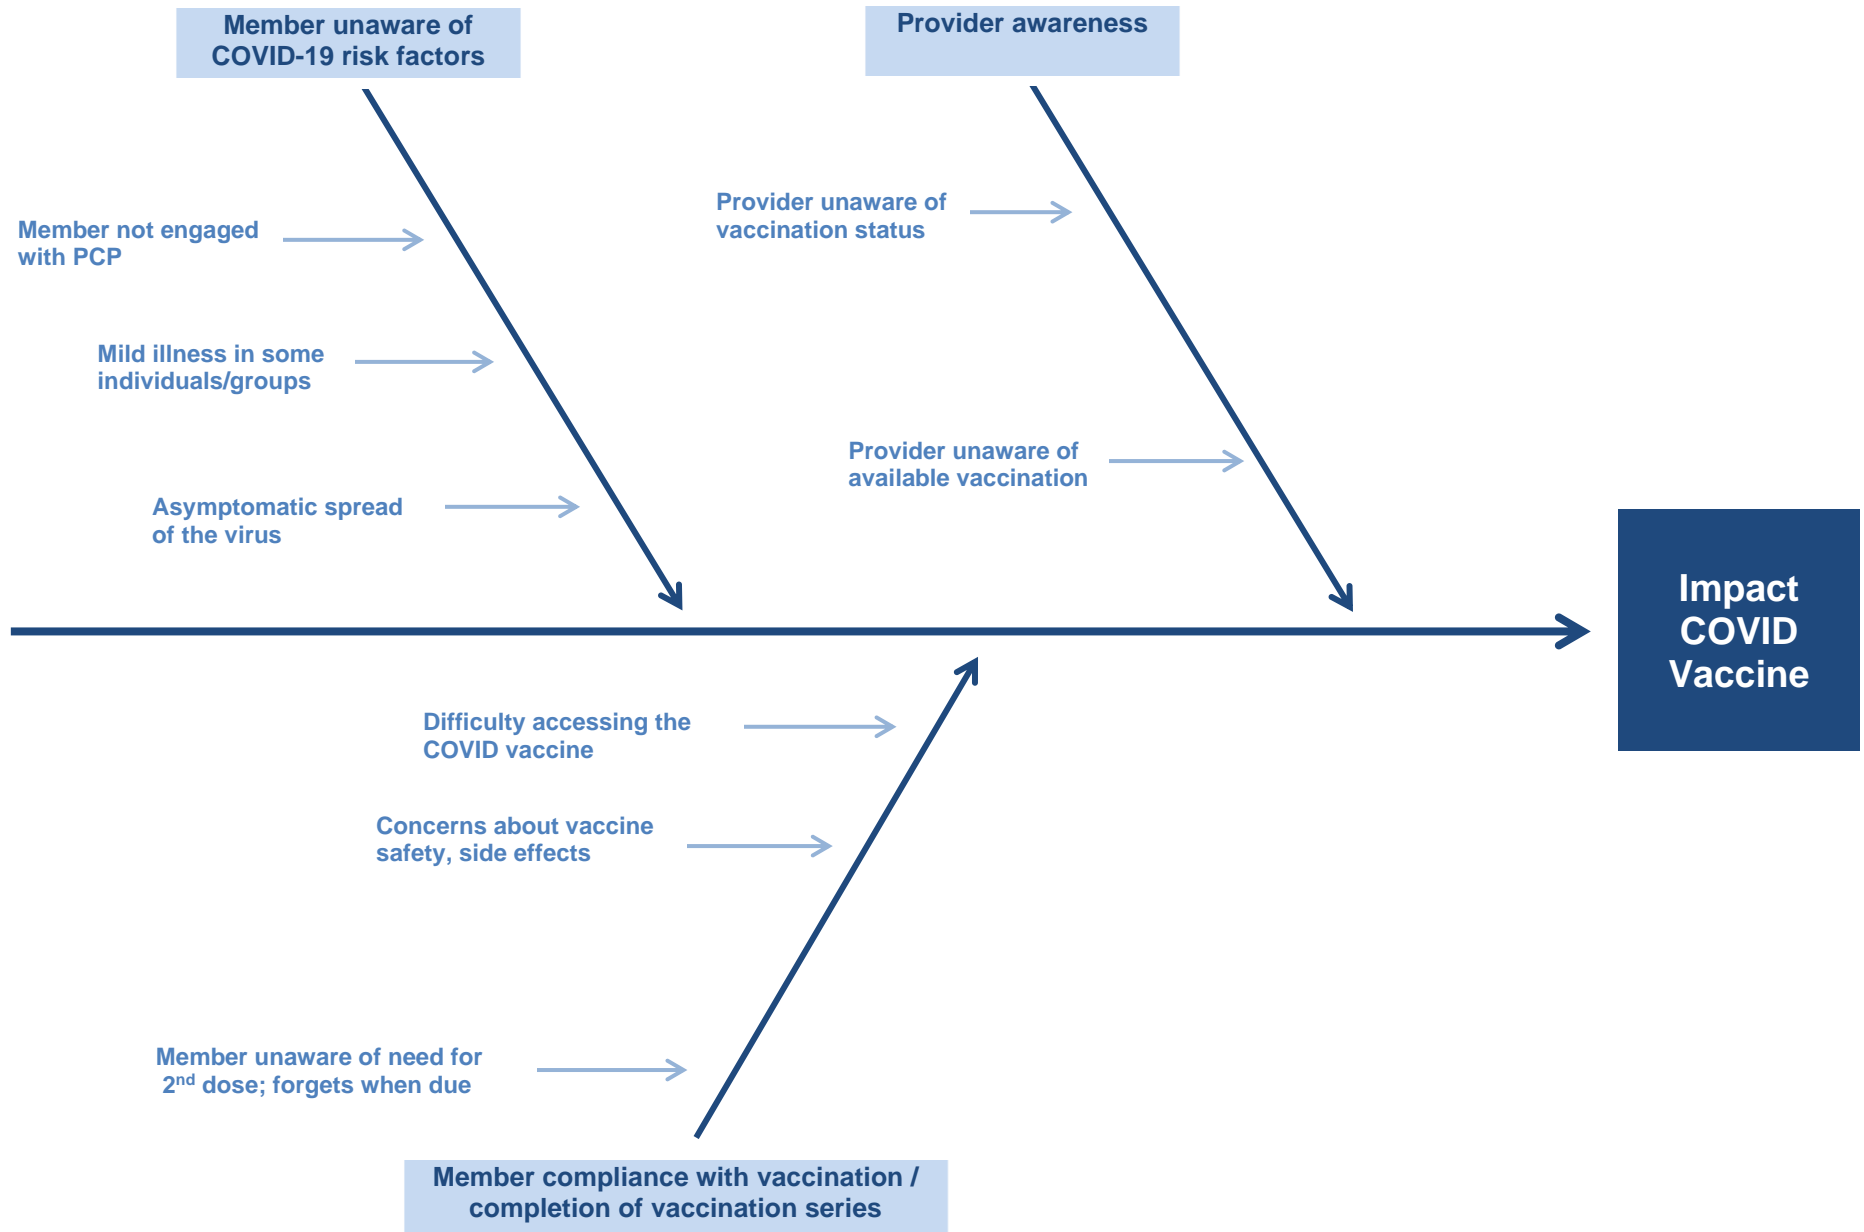 Member unaware of
COVID-19 risk factors
Provider awareness
Provider unaware of
vaccination status
Member not engaged
with PCP
Mild illness in some
individuals/groups
Provider unaware of
available vaccination
Asymptomatic spread
of the virus
Impact
COVID
Vaccine
Difficulty accessing the
COVID vaccine
Concerns about vaccine
safety, side effects
Member unaware of need for
2nd dose; forgets when due
Member compliance with vaccination /
completion of vaccination series